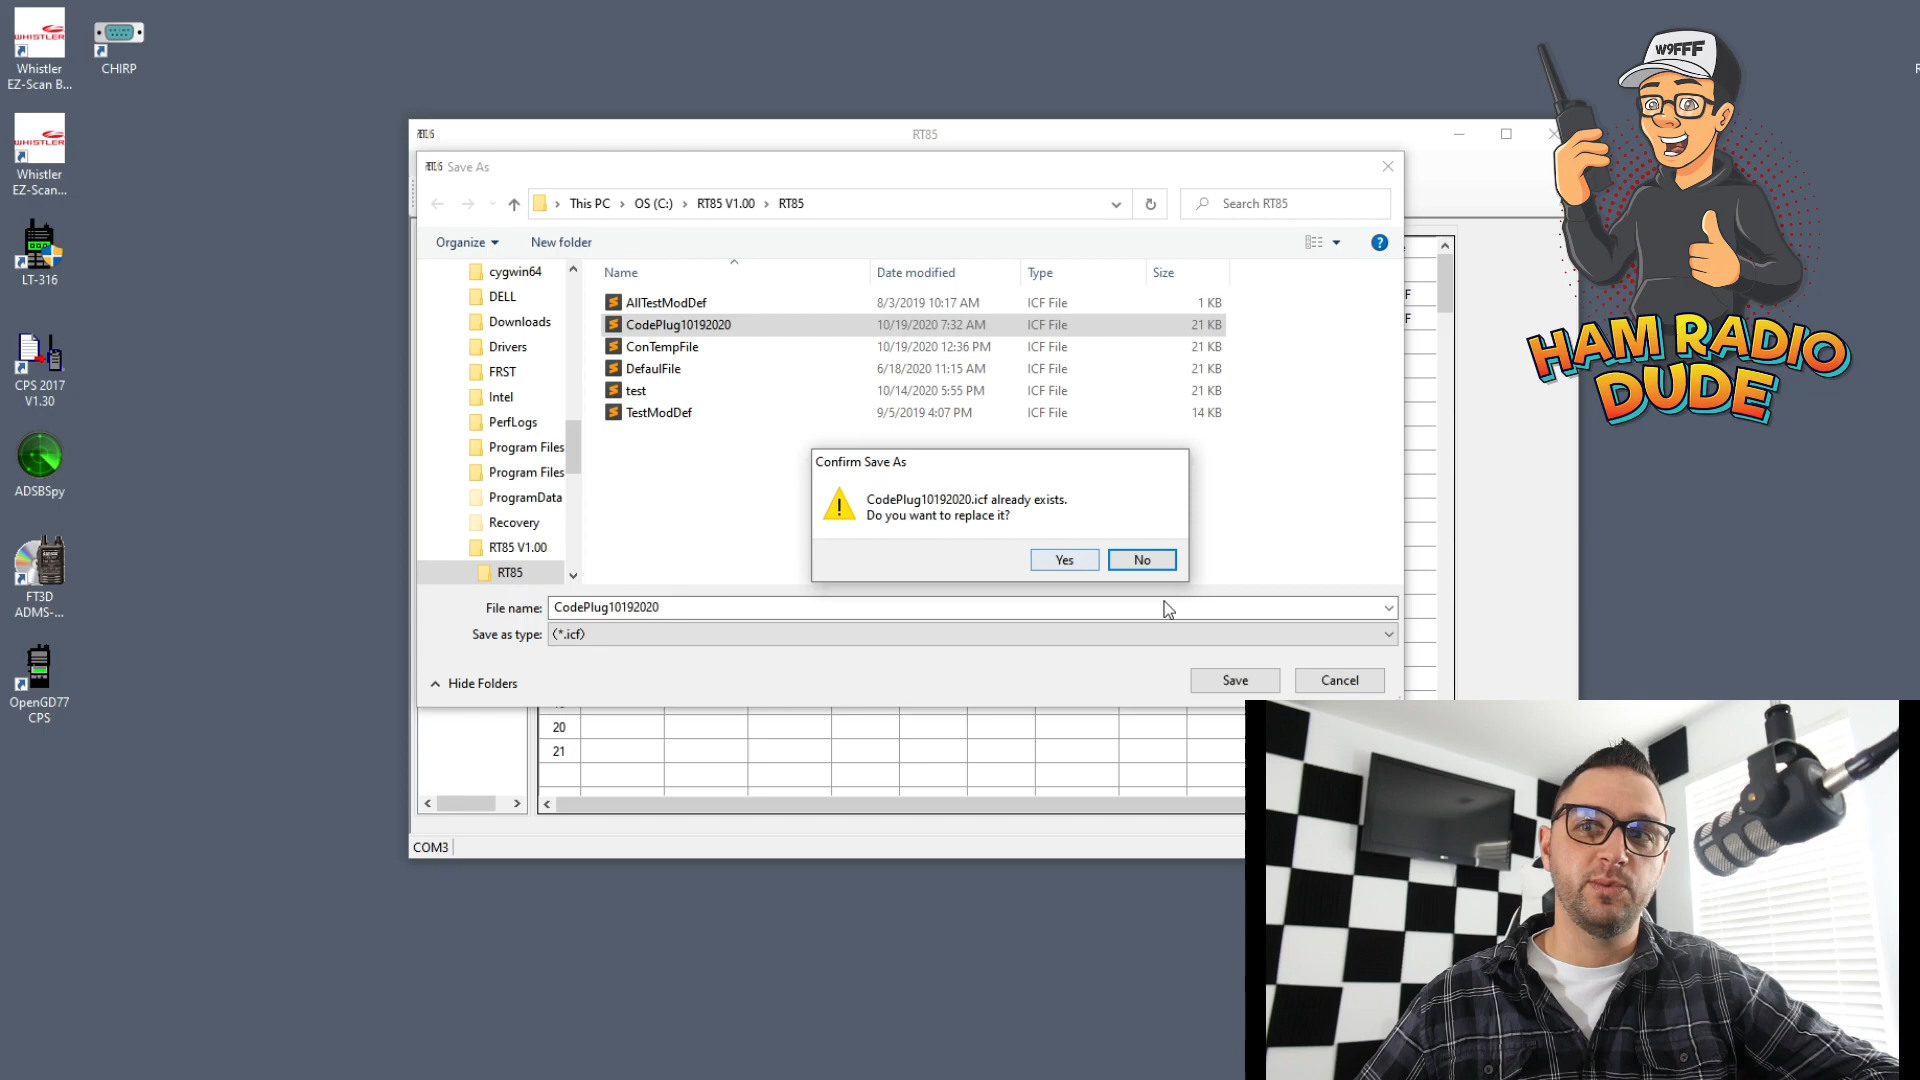 WHISTLER
Whistler
EZ-Scan B...
CHIRP
WHISTLER
Whistler
EZ-Scan...
LT-316
CPS 2017
V1.30
ADSBSpy
FT3D
ADMS-...
OpenGD77
CPS
RT85
Save As
This PC > OS (C:) > RT85 V1.00 > RT85
Search RT85
Organize
New folder
?
cygwin64
DELL
Downloads
Drivers
FRST
Intel
PerfLogs
Program Files
Program Files
ProgramData
Recovery
RT85 V1.00
RT85
Name Date modified Type Size
AllTestModDef 8/3/2019 10:17 AM ICF File 1 KB
CodePlug10192020 10/19/2020 7:32 AM ICF File 21 KB
ConTempFile 10/19/2020 12:36 PM ICF File 21 KB
DefaulFile 6/18/2020 11:15 AM ICF File 21 KB
test 10/14/2020 5:55 PM ICF File 21 KB
TestModDef 9/5/2019 4:07 PM ICF File 14 KB
Confirm Save As
CodePlug10192020.icf already exists.
Do you want to replace it?
Yes No
File name: CodePlug10192020
Save as type: (*.icf)
Hide Folders
Save Cancel
20
21
COM3
W9FFF
HAM RADIO
DUDE